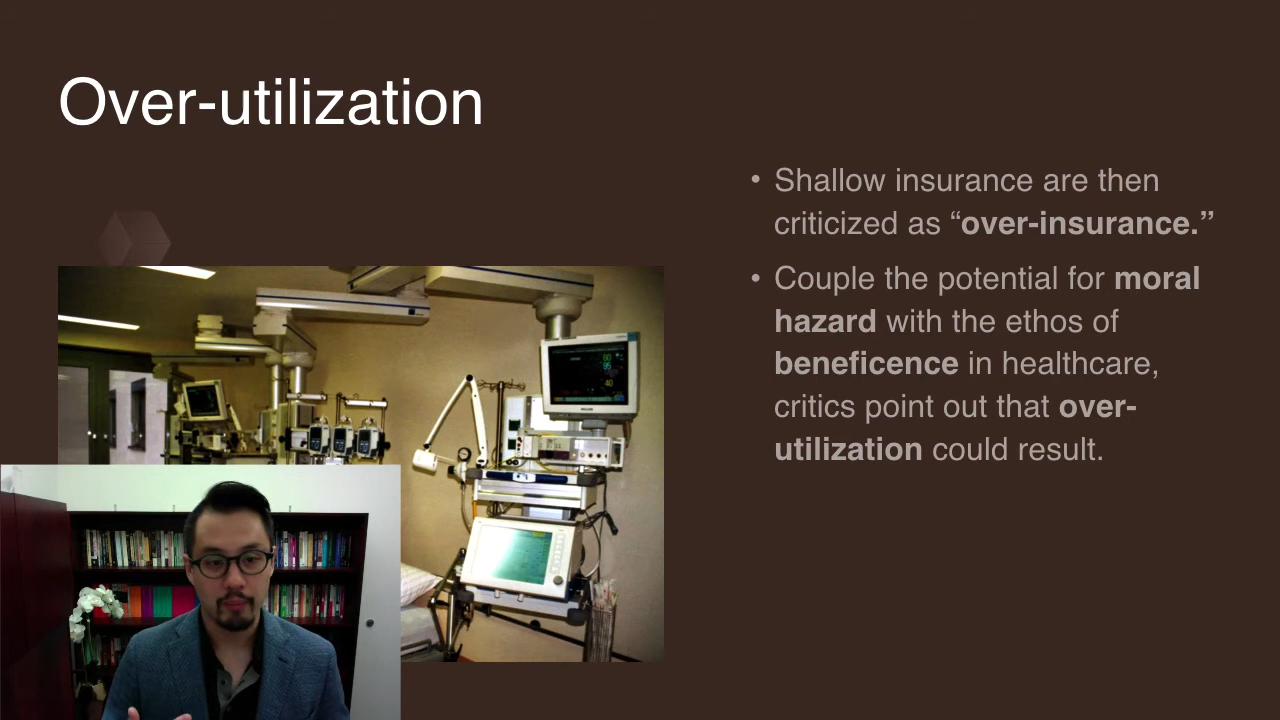 Over-utilization
• Shallow insurance are then
criticized as “over-insurance.”
• Couple the potential for moral
hazard with the ethos of
beneficence in healthcare,
critics point out that over-
utilization could result.